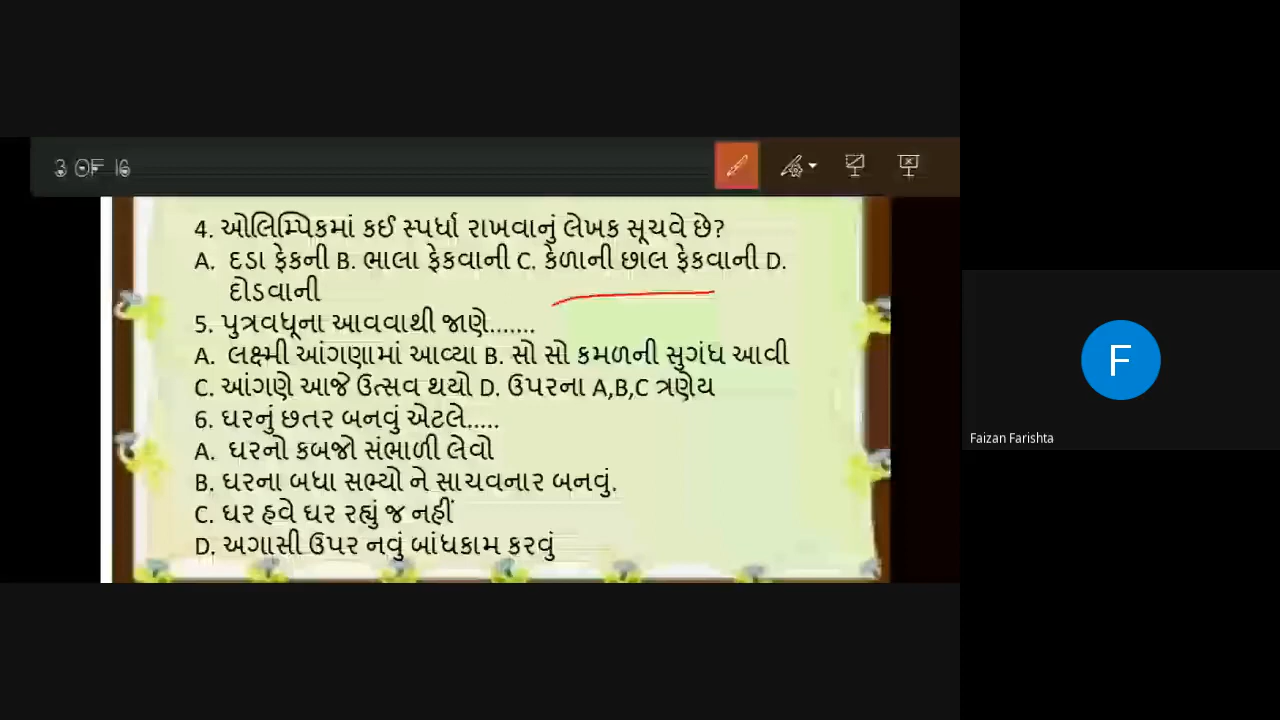 3 OF 16
4. ઓલિમ્પિકમાં કઈ સ્પર્ધા રાખવાનું લેખક સૂચવે છે?
A. દડા ફેકની B. ભાલા ફેકવાની C. કેળાની છાલ ફેકવાની D.
દોડવાની
5. પુત્રવધૂના આવવાથી જાણે.......
A. લક્ષ્મી આંગણામાં આવ્યા B. સો સો કમળની સુગંધ આવી
C. આંગણે આજે ઉત્સવ થયો D. ઉપરના A,B,C ત્રણેય
6. ઘરનું છતર બનવું એટલે.....
A. ઘરનો કબજો સંભાળી લેવો
B. ઘરના બધા સભ્યો ને સાચવનાર બનવું.
C. ઘર હવે ઘર રહ્યું જ નહીં
D. અગાસી ઉપર નવું બાંધકામ કરવું
F
Faizan Farishta